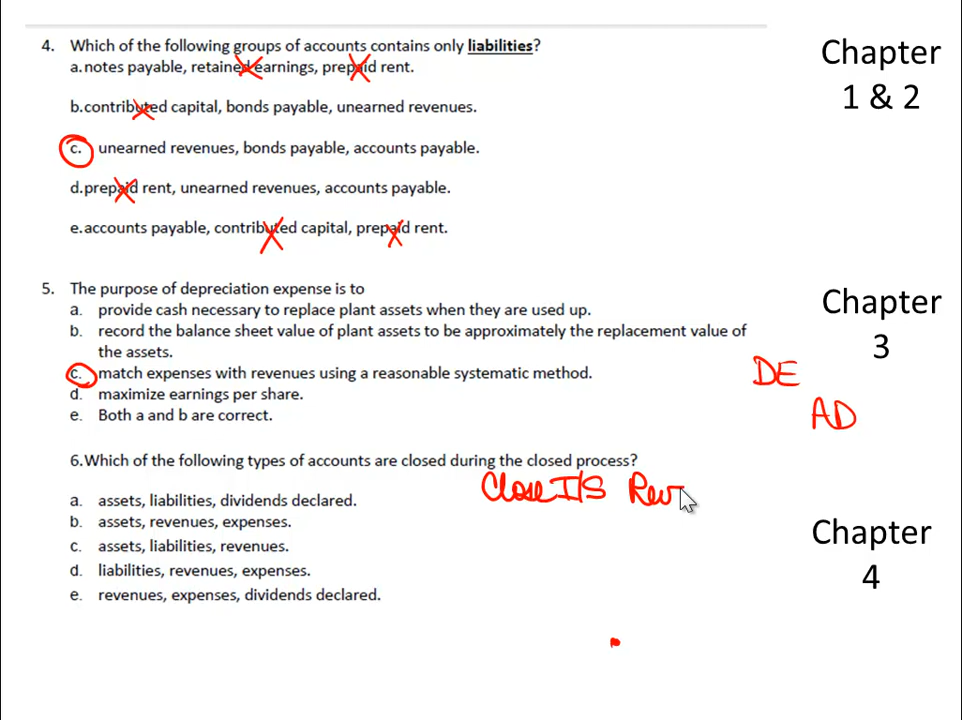 4. Which of the following groups of accounts contains only liabilities?
a. notes payable, retained earnings, prepaid rent.
b.contributed capital, bonds payable, unearned revenues.
c. unearned revenues, bonds payable, accounts payable.
d.prepaid rent, unearned revenues, accounts payable.
e.accounts payable, contributed capital, prepaid rent.
Chapter
1 & 2
5. The purpose of depreciation expense is to
a. provide cash necessary to replace plant assets when they are used up.
b. record the balance sheet value of plant assets to be approximately the replacement value of
the assets.
c. match expenses with revenues using a reasonable systematic method.
d. maximize earnings per share.
e. Both a and b are correct.
Chapter
3
DE
AD
6.Which of the following types of accounts are closed during the closed process?
Close I/S Rev
a. assets, liabilities, dividends declared.
b. assets, revenues, expenses.
c. assets, liabilities, revenues.
d. liabilities, revenues, expenses.
e. revenues, expenses, dividends declared.
Chapter
4